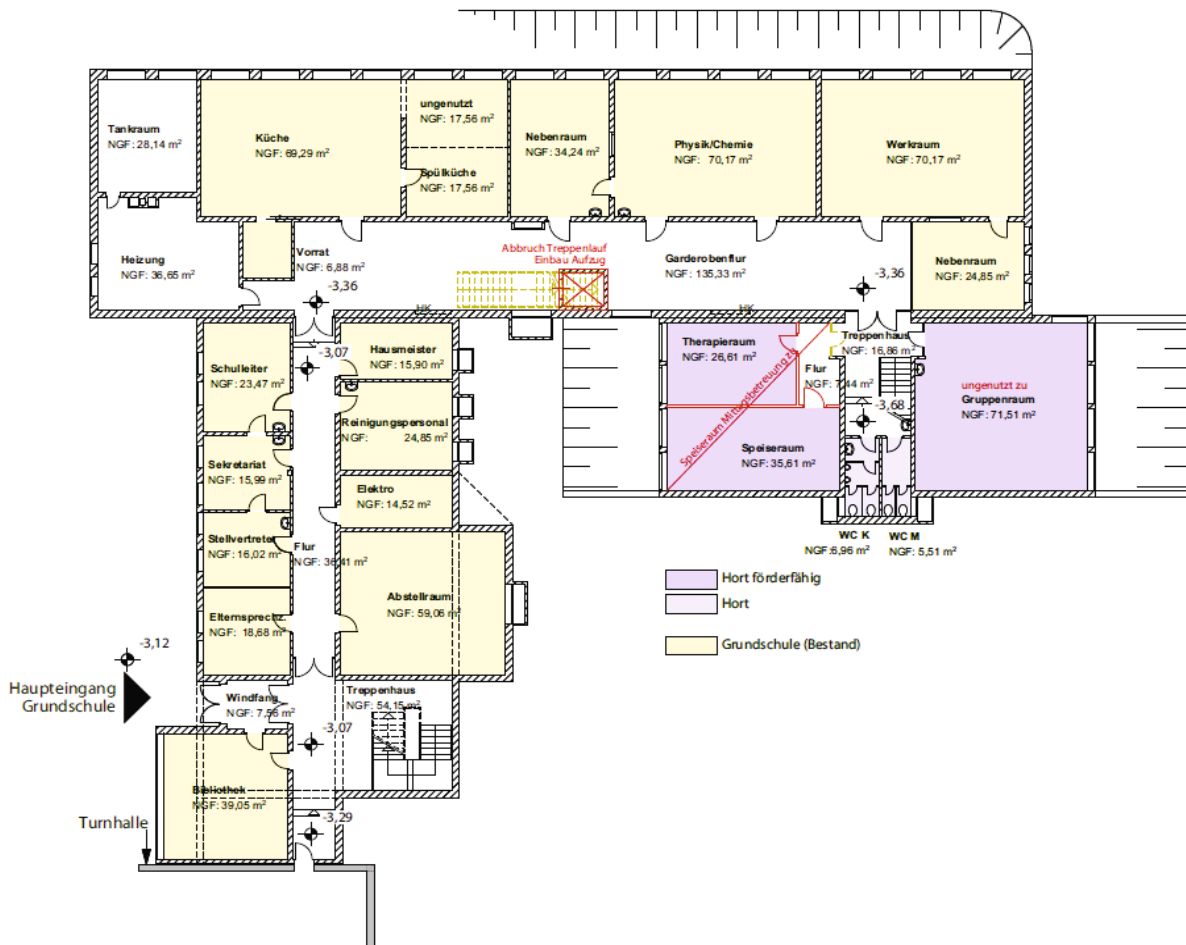 Tankraum
NGF: 28,14 m²
Küche
NGF: 69,29 m²
ungenutzt
NGF: 17,56 m²
Spülküche
NGF: 17,56 m²
Nebenraum
NGF: 34,24 m²
Physik/Chemie
NGF: 70,17 m²
Werkraum
NGF: 70,17 m²
Heizung
NGF: 36,65 m²
Vorrat
NGF: 6,88 m²
-3,36
Abbruch Treppenlauf
Einbau Aufzug
Garderobenflur
NGF: 135,33 m²
-3,36
Nebenraum
NGF: 24,85 m²
HK
HK
Schulleiter
NGF: 23,47 m²
-3,07
Hausmeister
NGF: 15,90 m²
Reinigungspersonal
NGF: 24,85 m²
Therapieraum
NGF: 26,61 m²
Flur
NGF: 7,44 m²
Treppenhaus
NGF: 16,86 m²
-3,68
ungenutzt zu
Gruppenraum
NGF: 71,51 m²
Speiseraum Mittagsbetreuung zu
Speiseraum
NGF: 35,61 m²
Sekretariat
NGF: 15,99 m²
Elektro
NGF: 14,52 m²
Stellvertreter
NGF: 16,02 m²
Flur
NGF: 36,41 m²
WC K
NGF:6,96 m²
WC M
NGF: 5,51 m²
Abstellraum
NGF: 59,06 m²
Elternsprechz.
NGF: 18,68 m²
Hort förderfähig
Hort
Grundschule (Bestand)
-3,12
Haupteingang
Grundschule
Windfang
NGF: 7,56 m²
Treppenhaus
NGF: 54,15 m²
-3,07
Bibliothek
NGF: 39,05 m²
Turnhalle
-3,29